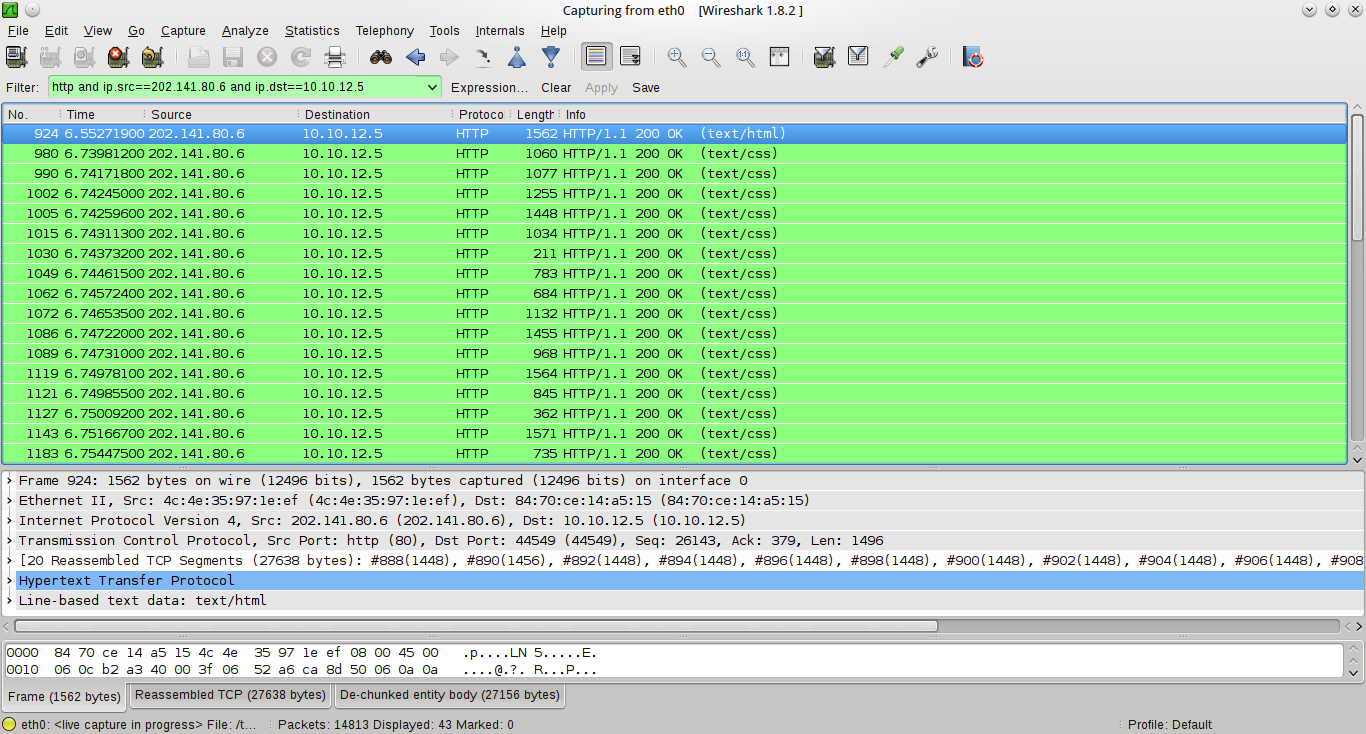 Capturing from eth0 [Wireshark 1.8.2 ]
File Edit View Go Capture Analyze Statistics Telephony Tools Internals Help
Filter: http and ip.src==202.141.80.6 and ip.dst==10.10.12.5 Expression... Clear Apply Save
No. Time Source Destination Protoco Length Info
924 6.55271900 202.141.80.6 10.10.12.5 HTTP 1562 HTTP/1.1 200 OK (text/html)
980 6.73981200 202.141.80.6 10.10.12.5 HTTP 1060 HTTP/1.1 200 OK (text/css)
990 6.74171800 202.141.80.6 10.10.12.5 HTTP 1077 HTTP/1.1 200 OK (text/css)
1002 6.74245000 202.141.80.6 10.10.12.5 HTTP 1255 HTTP/1.1 200 OK (text/css)
1005 6.74259600 202.141.80.6 10.10.12.5 HTTP 1448 HTTP/1.1 200 OK (text/css)
1015 6.74311300 202.141.80.6 10.10.12.5 HTTP 1034 HTTP/1.1 200 OK (text/css)
1030 6.74373200 202.141.80.6 10.10.12.5 HTTP 211 HTTP/1.1 200 OK (text/css)
1049 6.74461500 202.141.80.6 10.10.12.5 HTTP 783 HTTP/1.1 200 OK (text/css)
1062 6.74572400 202.141.80.6 10.10.12.5 HTTP 684 HTTP/1.1 200 OK (text/css)
1072 6.74653500 202.141.80.6 10.10.12.5 HTTP 1132 HTTP/1.1 200 OK (text/css)
1086 6.74722000 202.141.80.6 10.10.12.5 HTTP 1455 HTTP/1.1 200 OK (text/css)
1089 6.74731000 202.141.80.6 10.10.12.5 HTTP 968 HTTP/1.1 200 OK (text/css)
1119 6.74978100 202.141.80.6 10.10.12.5 HTTP 1564 HTTP/1.1 200 OK (text/css)
1121 6.74985500 202.141.80.6 10.10.12.5 HTTP 845 HTTP/1.1 200 OK (text/css)
1127 6.75009200 202.141.80.6 10.10.12.5 HTTP 362 HTTP/1.1 200 OK (text/css)
1143 6.75166700 202.141.80.6 10.10.12.5 HTTP 1571 HTTP/1.1 200 OK (text/css)
1183 6.75447500 202.141.80.6 10.10.12.5 HTTP 735 HTTP/1.1 200 OK (text/css)
Frame 924: 1562 bytes on wire (12496 bits), 1562 bytes captured (12496 bits) on interface 0
Ethernet II, Src: 4c:4e:35:97:1e:ef (4c:4e:35:97:1e:ef), Dst: 84:70:ce:14:a5:15 (84:70:ce:14:a5:15)
Internet Protocol Version 4, Src: 202.141.80.6 (202.141.80.6), Dst: 10.10.12.5 (10.10.12.5)
Transmission Control Protocol, Src Port: http (80), Dst Port: 44549 (44549), Seq: 26143, Ack: 379, Len: 1496
[20 Reassembled TCP Segments (27638 bytes): #888(1448), #890(1456), #892(1448), #894(1448), #896(1448), #898(1448), #900(1448), #902(1448), #904(1448), #906(1448), #908
Hypertext Transfer Protocol
Line-based text data: text/html
0000 84 70 ce 14 a5 15 4c 4e 35 97 1e ef 08 00 45 00 .p....LN 5.....E.
0010 06 0c b2 a3 40 00 3f 06 52 a6 ca 8d 50 06 0a 0a ....@.?. R...P...
Frame (1562 bytes) Reassembled TCP (27638 bytes) De-chunked entity body (27156 bytes)
eth0: <live capture in progress> File: /t... Packets: 14813 Displayed: 43 Marked: 0 Profile: Default